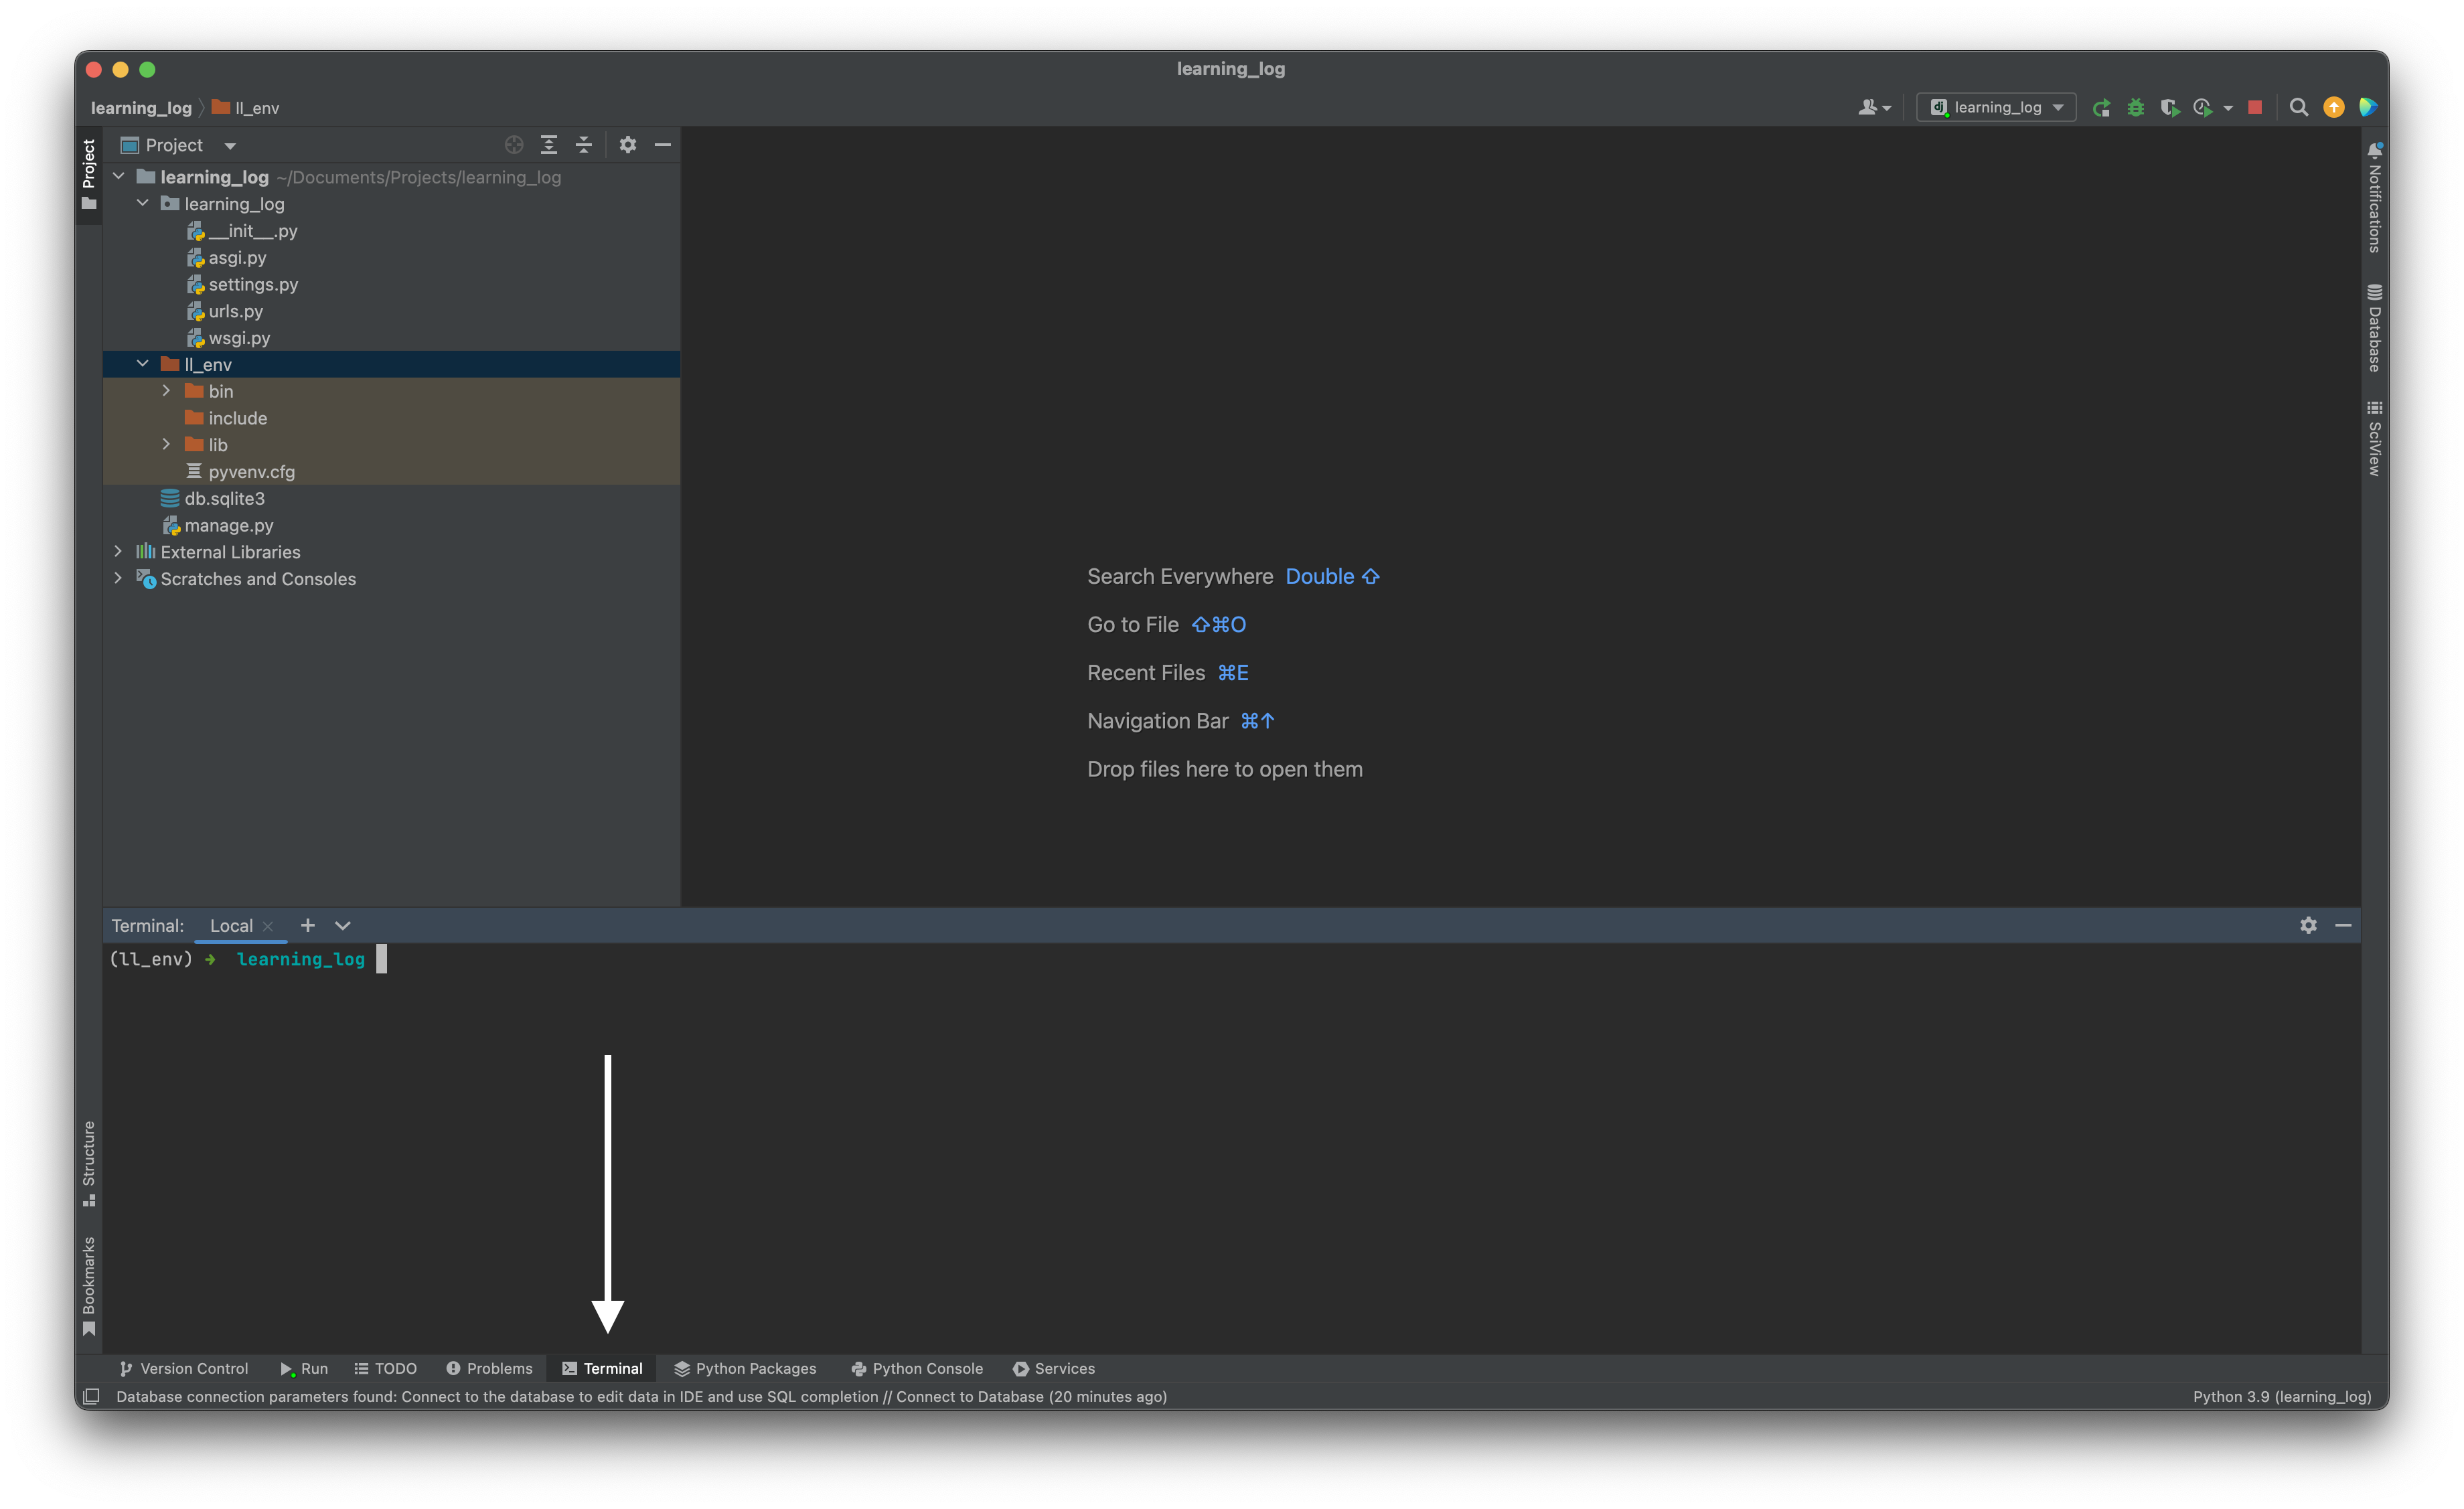 learning_log
learning_log ll_env
learning_log
Project
Project
learning_log ~/Documents/Projects/learning_log
learning_log
__init__.py
asgi.py
settings.py
urls.py
wsgi.py
ll_env
bin
include
lib
pyvenv.cfg
db.sqlite3
manage.py
External Libraries
Scratches and Consoles
Search Everywhere Double ⇧
Go to File ⇧⌘O
Recent Files ⌘E
Navigation Bar ⌘↑
Drop files here to open them
Notifications
Database
SciView
Terminal: Local
(ll_env) ➜ learning_log
Structure
Bookmarks
Version Control Run TODO Problems Terminal Python Packages Python Console Services
Database connection parameters found: Connect to the database to edit data in IDE and use SQL completion // Connect to Database (20 minutes ago) Python 3.9 (learning_log)